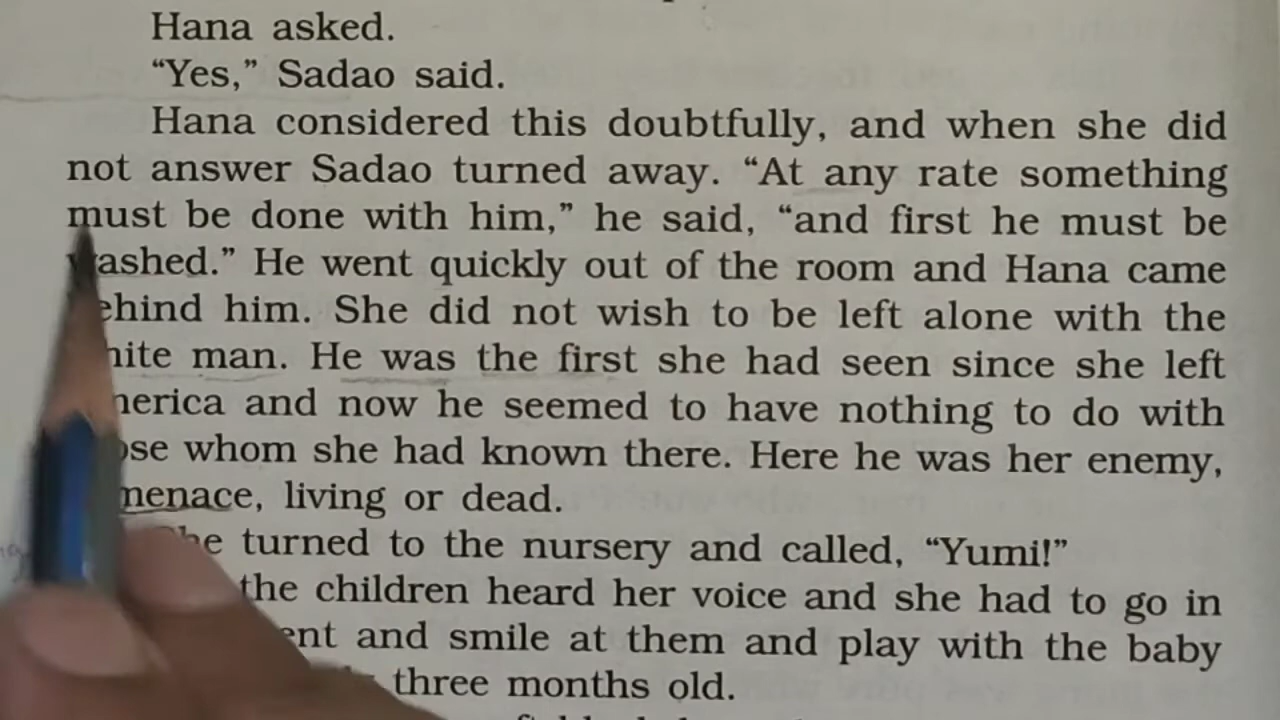 Hana asked.
“Yes,” Sadao said.
Hana considered this doubtfully, and when she did
not answer Sadao turned away. “At any rate something
must be done with him,” he said, “and first he must be
washed.” He went quickly out of the room and Hana came
behind him. She did not wish to be left alone with the
white man. He was the first she had seen since she left
America and now he seemed to have nothing to do with
those whom she had known there. Here he was her enemy,
menace, living or dead.
She turned to the nursery and called, “Yumi!”
the children heard her voice and she had to go in
and smile at them and play with the baby
three months old.